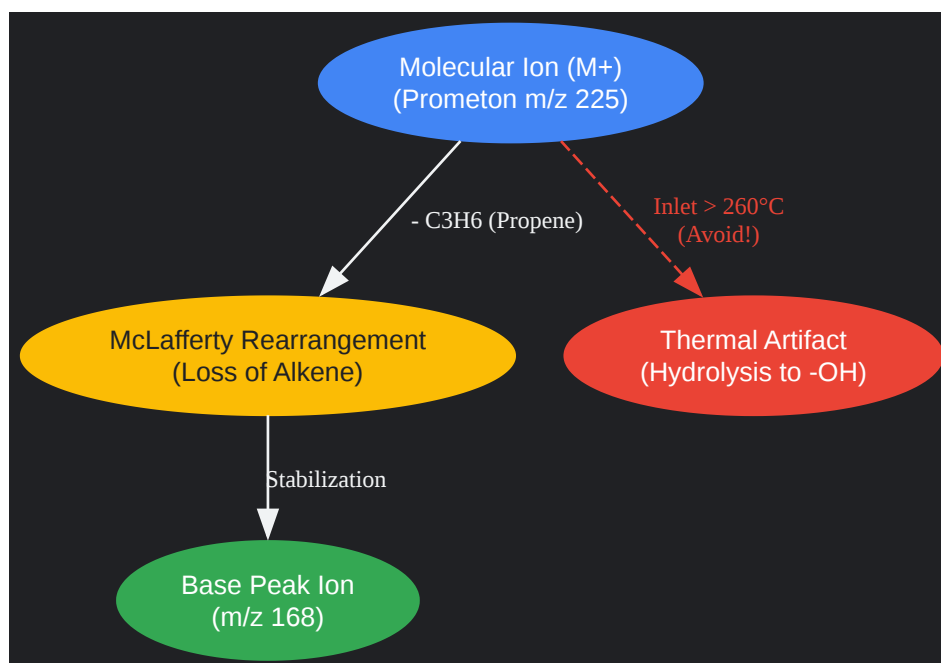 Molecular Ion (M+)
(Prometon m/z 225)
- C3H6 (Propene)
Inlet > 260°C
(Avoid!)
McLafferty Rearrangement
(Loss of Alkene)
Thermal Artifact
(Hydrolysis to -OH)
Stabilization
Base Peak Ion
(m/z 168)